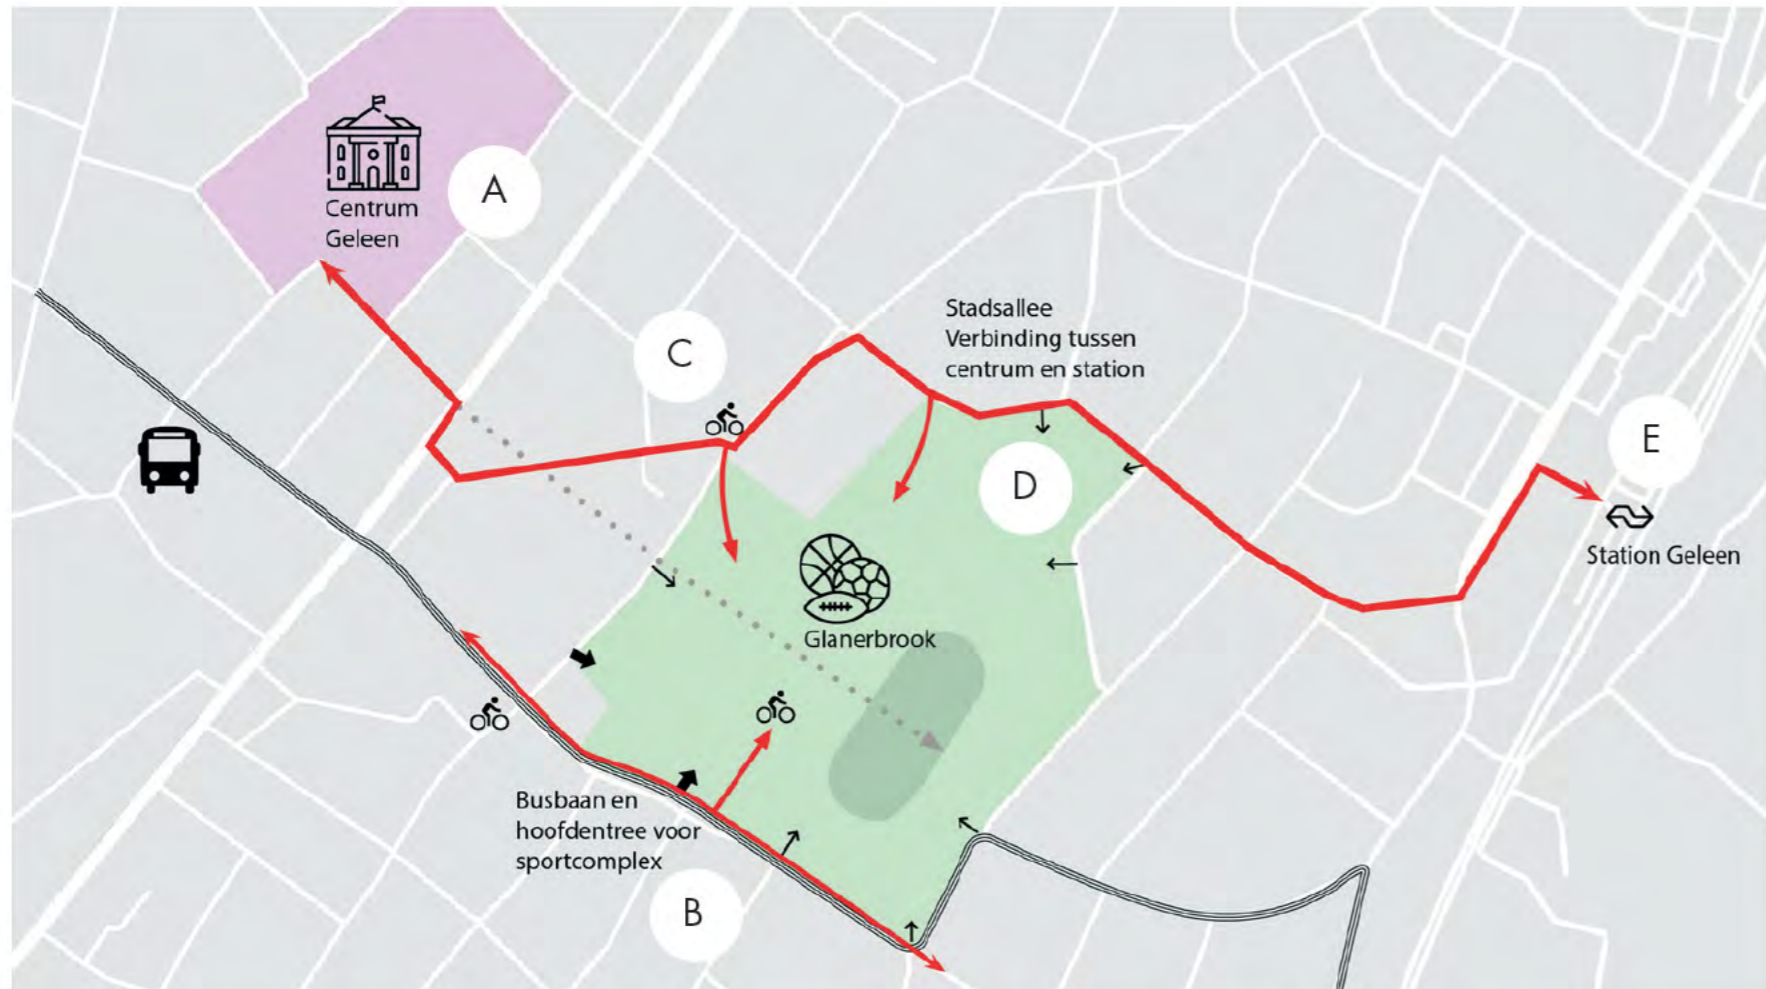 Centrum
Geleen
A
C
Stadsallee
Verbinding tussen
centrum en station
D
E
Station Geleen
Glanerbrook
Busbaan en
hoofdentree voor
sportcomplex
B